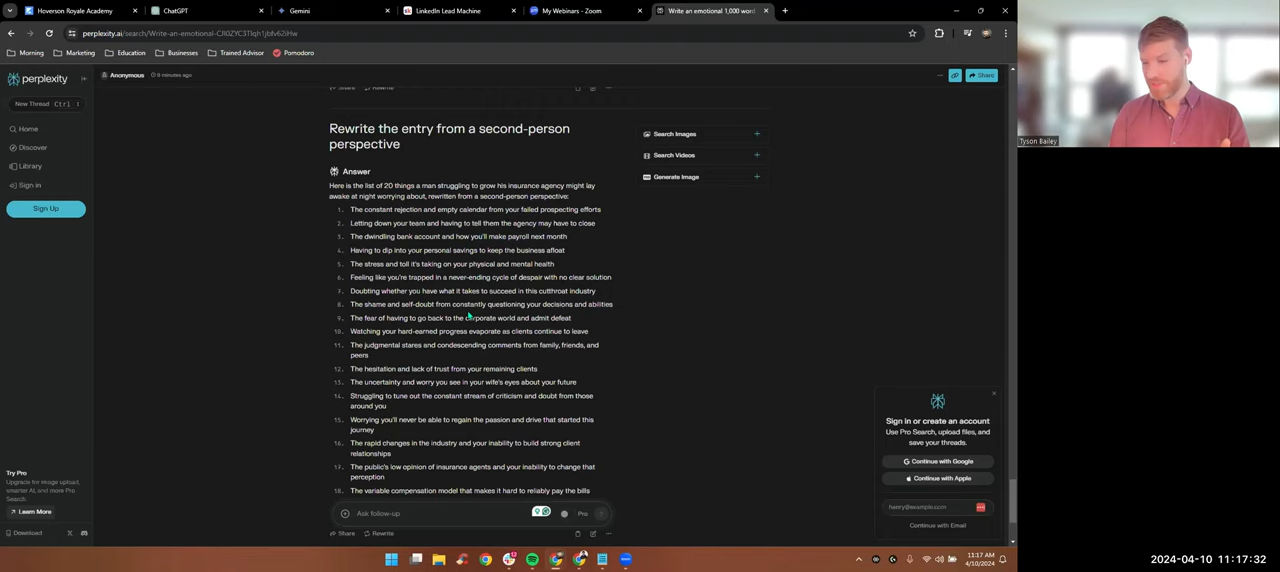 Hoverson Royale Academy
ChatGPT
Gemini
LinkedIn Lead Machine
My Webinars - Zoom
Write an emotional 1,000 word
perplexity.ai/search/Write-an-emotional-
Morning
Marketing
Education
Businesses
Trained Advisor
Pomodoro
perplexity
Anonymous
9 minutes ago
Share
New Thread
Ctrl
Home
Discover
Library
Sign in
Sign Up
Share
Rewrite
Rewrite the entry from a second-person
perspective
Search Images
Search Videos
Generate Image
Answer
Here is the list of 20 things a man struggling to grow his insurance agency might lay
awake at night worrying about, rewritten from a second-person perspective:
1. The constant rejection and empty calendar from your failed prospecting efforts
2. Letting down your team and having to tell them the agency may have to close
3. The dwindling bank account and how you'll make payroll next month
4. Having to dip into your personal savings to keep the business afloat
5. The stress and toll it's taking on your physical and mental health
6. Feeling like you're trapped in a never-ending cycle of despair with no clear solution
7. Doubting whether you have what it takes to succeed in this cutthroat industry
8. The shame and self-doubt from constantly questioning your decisions and abilities
9. The fear of having to go back to the corporate world and admit defeat
10. Watching your hard-earned progress evaporate as clients continue to leave
11. The judgmental stares and condescending comments from family, friends, and
peers
12. The hesitation and lack of trust from your remaining clients
13. The uncertainty and worry you see in your wife's eyes about your future
14. Struggling to tune out the constant stream of criticism and doubt from those
around you
15. Worrying you'll never be able to regain the passion and drive that started this
journey
16. The rapid changes in the industry and your inability to build strong client
relationships
17. The public's low opinion of insurance agents and your inability to change that
perception
18. The variable compensation model that makes it hard to reliably pay the bills
Ask follow-up
Pro
Share
Rewrite
Try Pro
Upgrade for image upload,
smarter AI, and more Pro
Search.
Learn More
Download
Sign in or create an account
Use Pro Search, upload files, and
save your threads.
Continue with Google
Continue with Apple
henry@example.com
Continue with Email
11:17 AM
4/10/2024
Tyson Bailey
2024-04-10 11:17:32